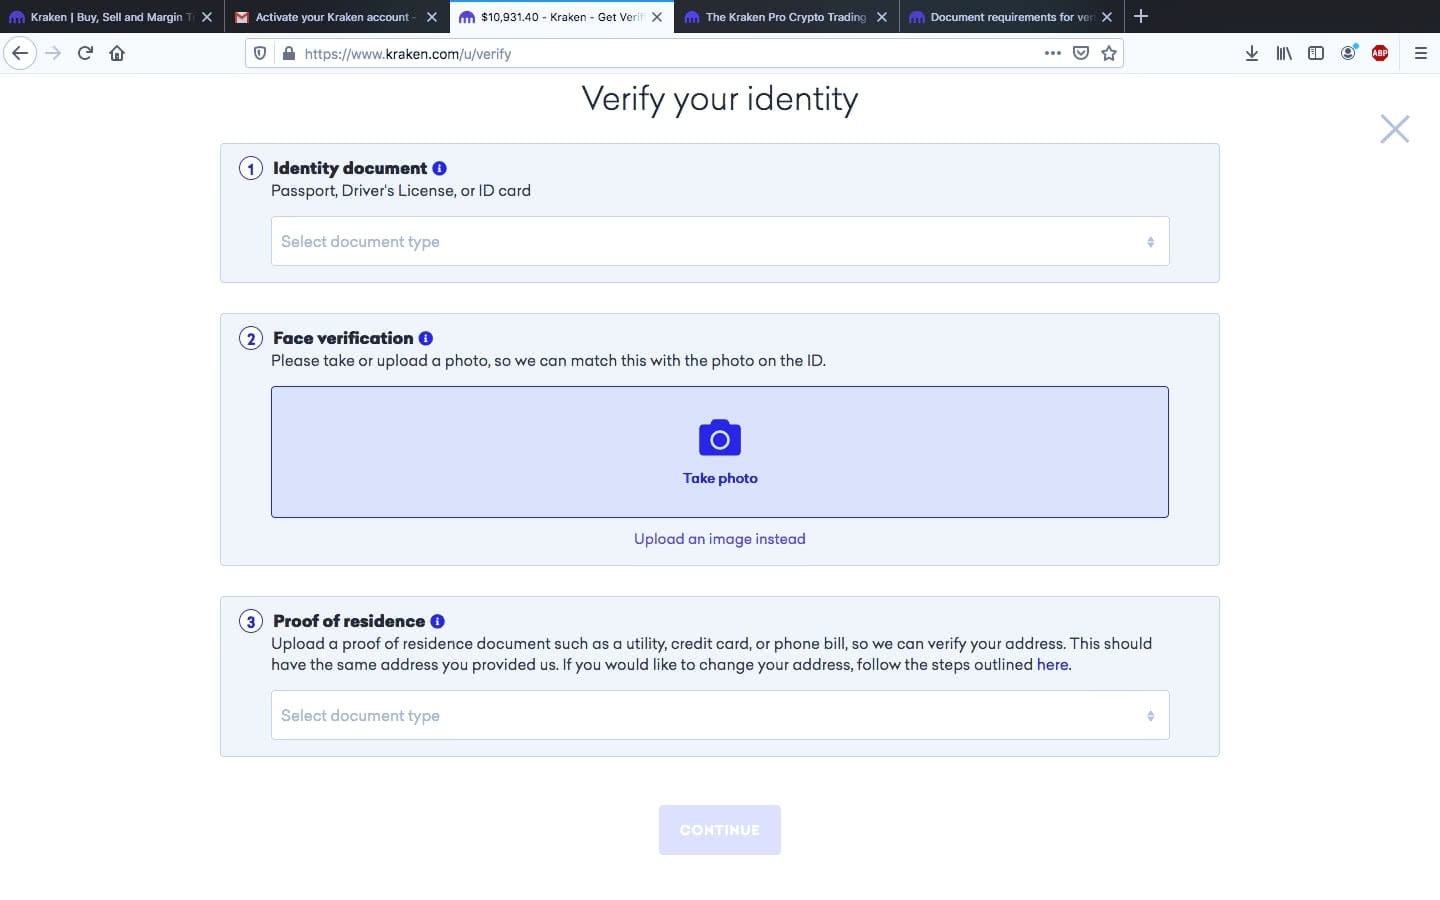 Kraken | Buy, Sell and Margin T
Activate your Kraken account -
$10,931.40 - Kraken - Get Verif
The Kraken Pro Crypto Trading
Document requirements for ver
https://www.kraken.com/u/verify
ABP
Verify your identity
1 Identity document i
Passport, Driver's License, or ID card
Select document type
2 Face verification i
Please take or upload a photo, so we can match this with the photo on the ID.
Take photo
Upload an image instead
3 Proof of residence i
Upload a proof of residence document such as a utility, credit card, or phone bill, so we can verify your address. This should
have the same address you provided us. If you would like to change your address, follow the steps outlined here.
Select document type
CONTINUE